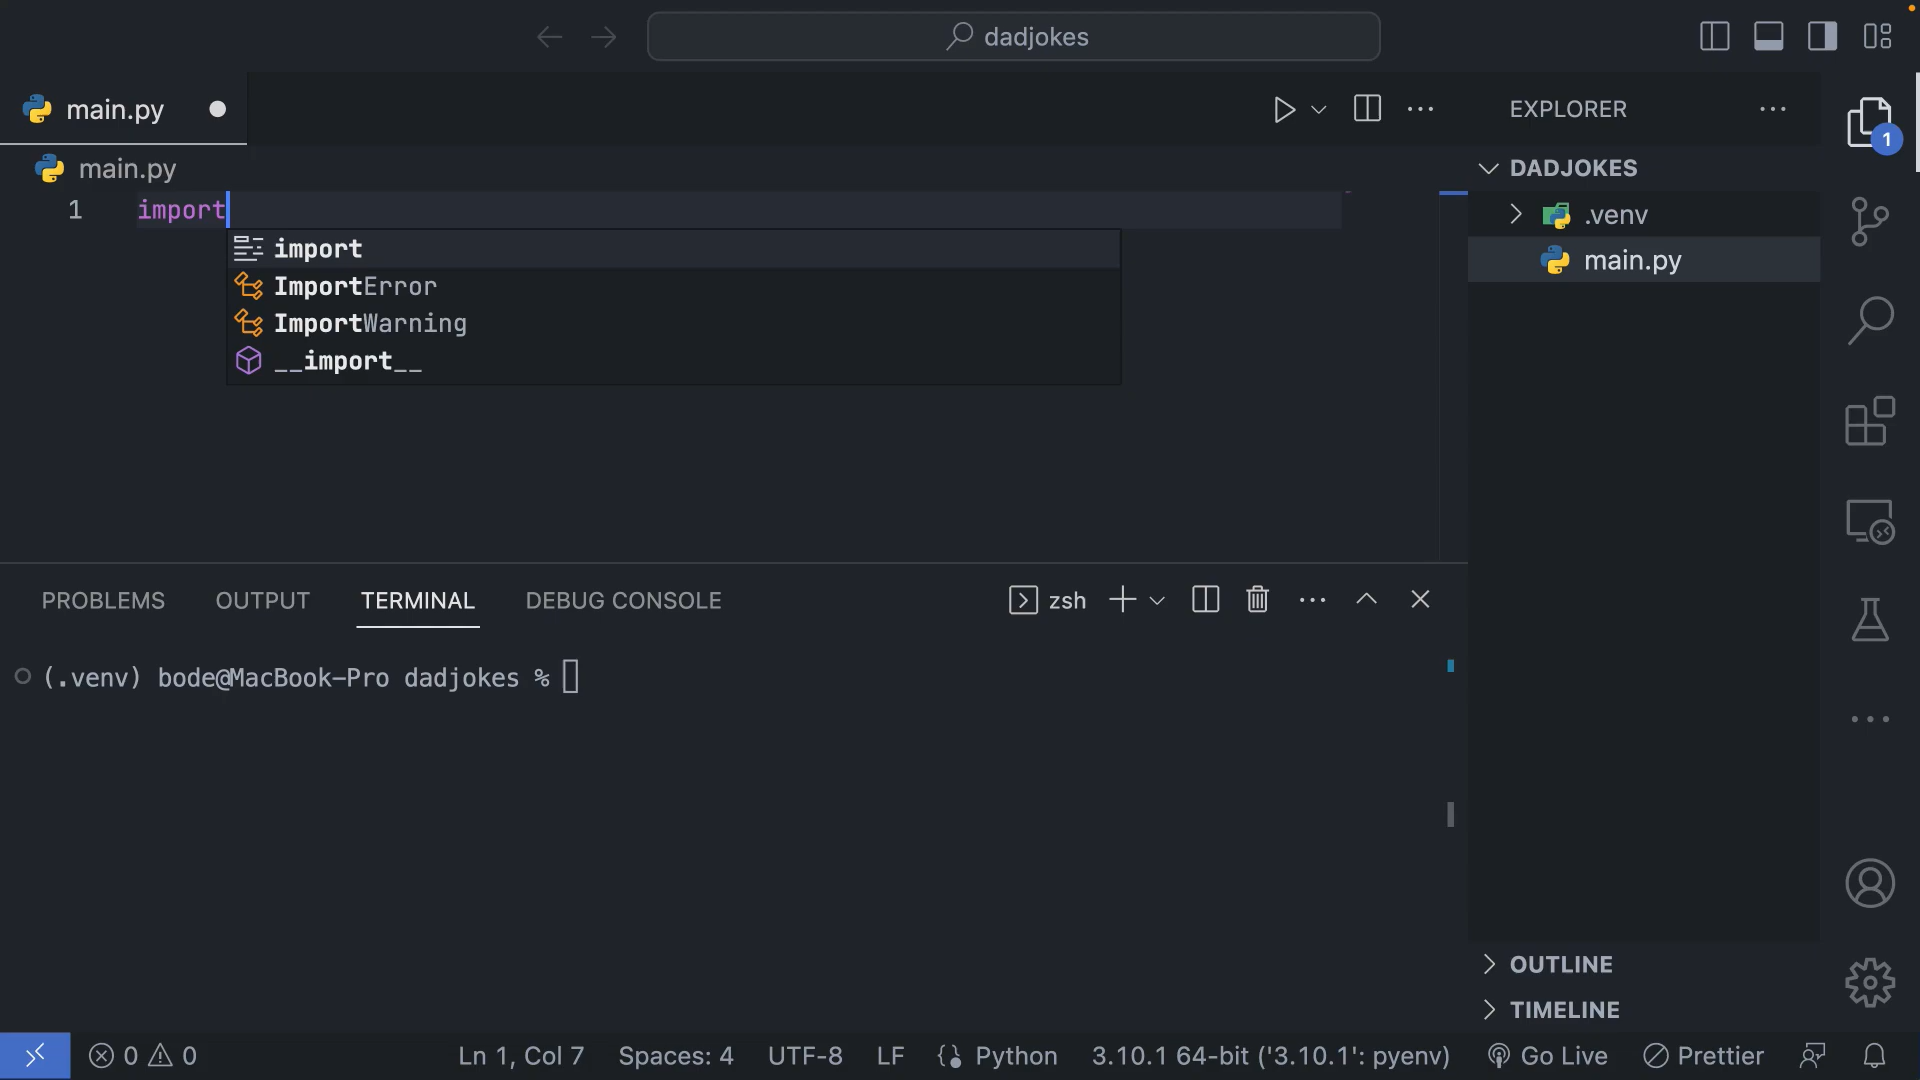 dadjokes
main.py
EXPLORER
1
main.py
DADJOKES
1 import
.venv
main.py
import
ImportError
ImportWarning
__import__
PROBLEMS OUTPUT TERMINAL DEBUG CONSOLE zsh
(.venv) bode@MacBook-Pro dadjokes %
OUTLINE
TIMELINE
0 0 Ln 1, Col 7 Spaces: 4 UTF-8 LF Python 3.10.1 64-bit ('3.10.1': pyenv) Go Live Prettier